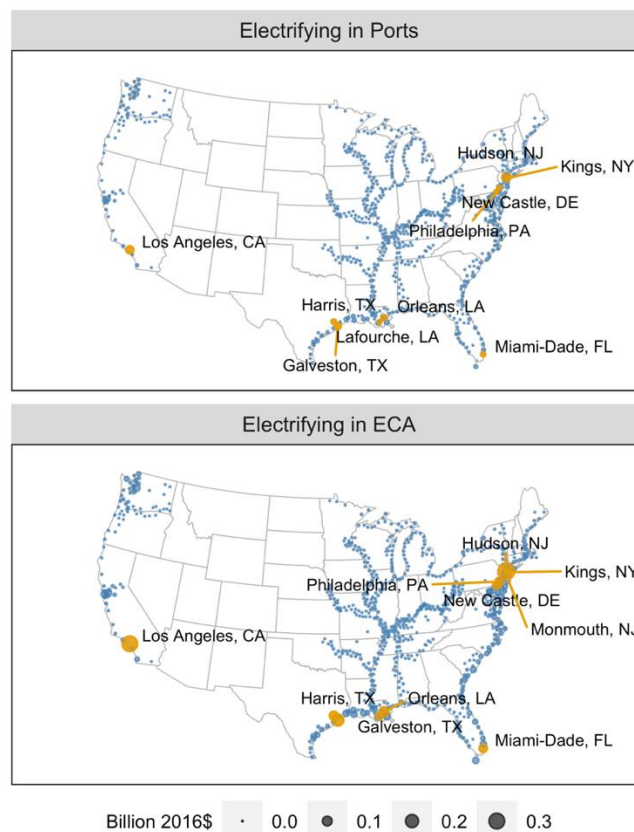 Electrifying in Ports
Hudson, NJ
Kings, NY
New Castle, DE
Philadelphia, PA
Los Angeles, CA
Harris, TX
Orleans, LA
Lafourche, LA
Galveston, TX
Miami-Dade, FL
Electrifying in ECA
Hudson, NJ
Philadelphia, PA
Kings, NY
New Castle, DE
Monmouth, NJ
Los Angeles, CA
Harris, TX
Orleans, LA
Galveston, TX
Miami-Dade, FL
Billion 2016$ 0.0 0.1 0.2 0.3